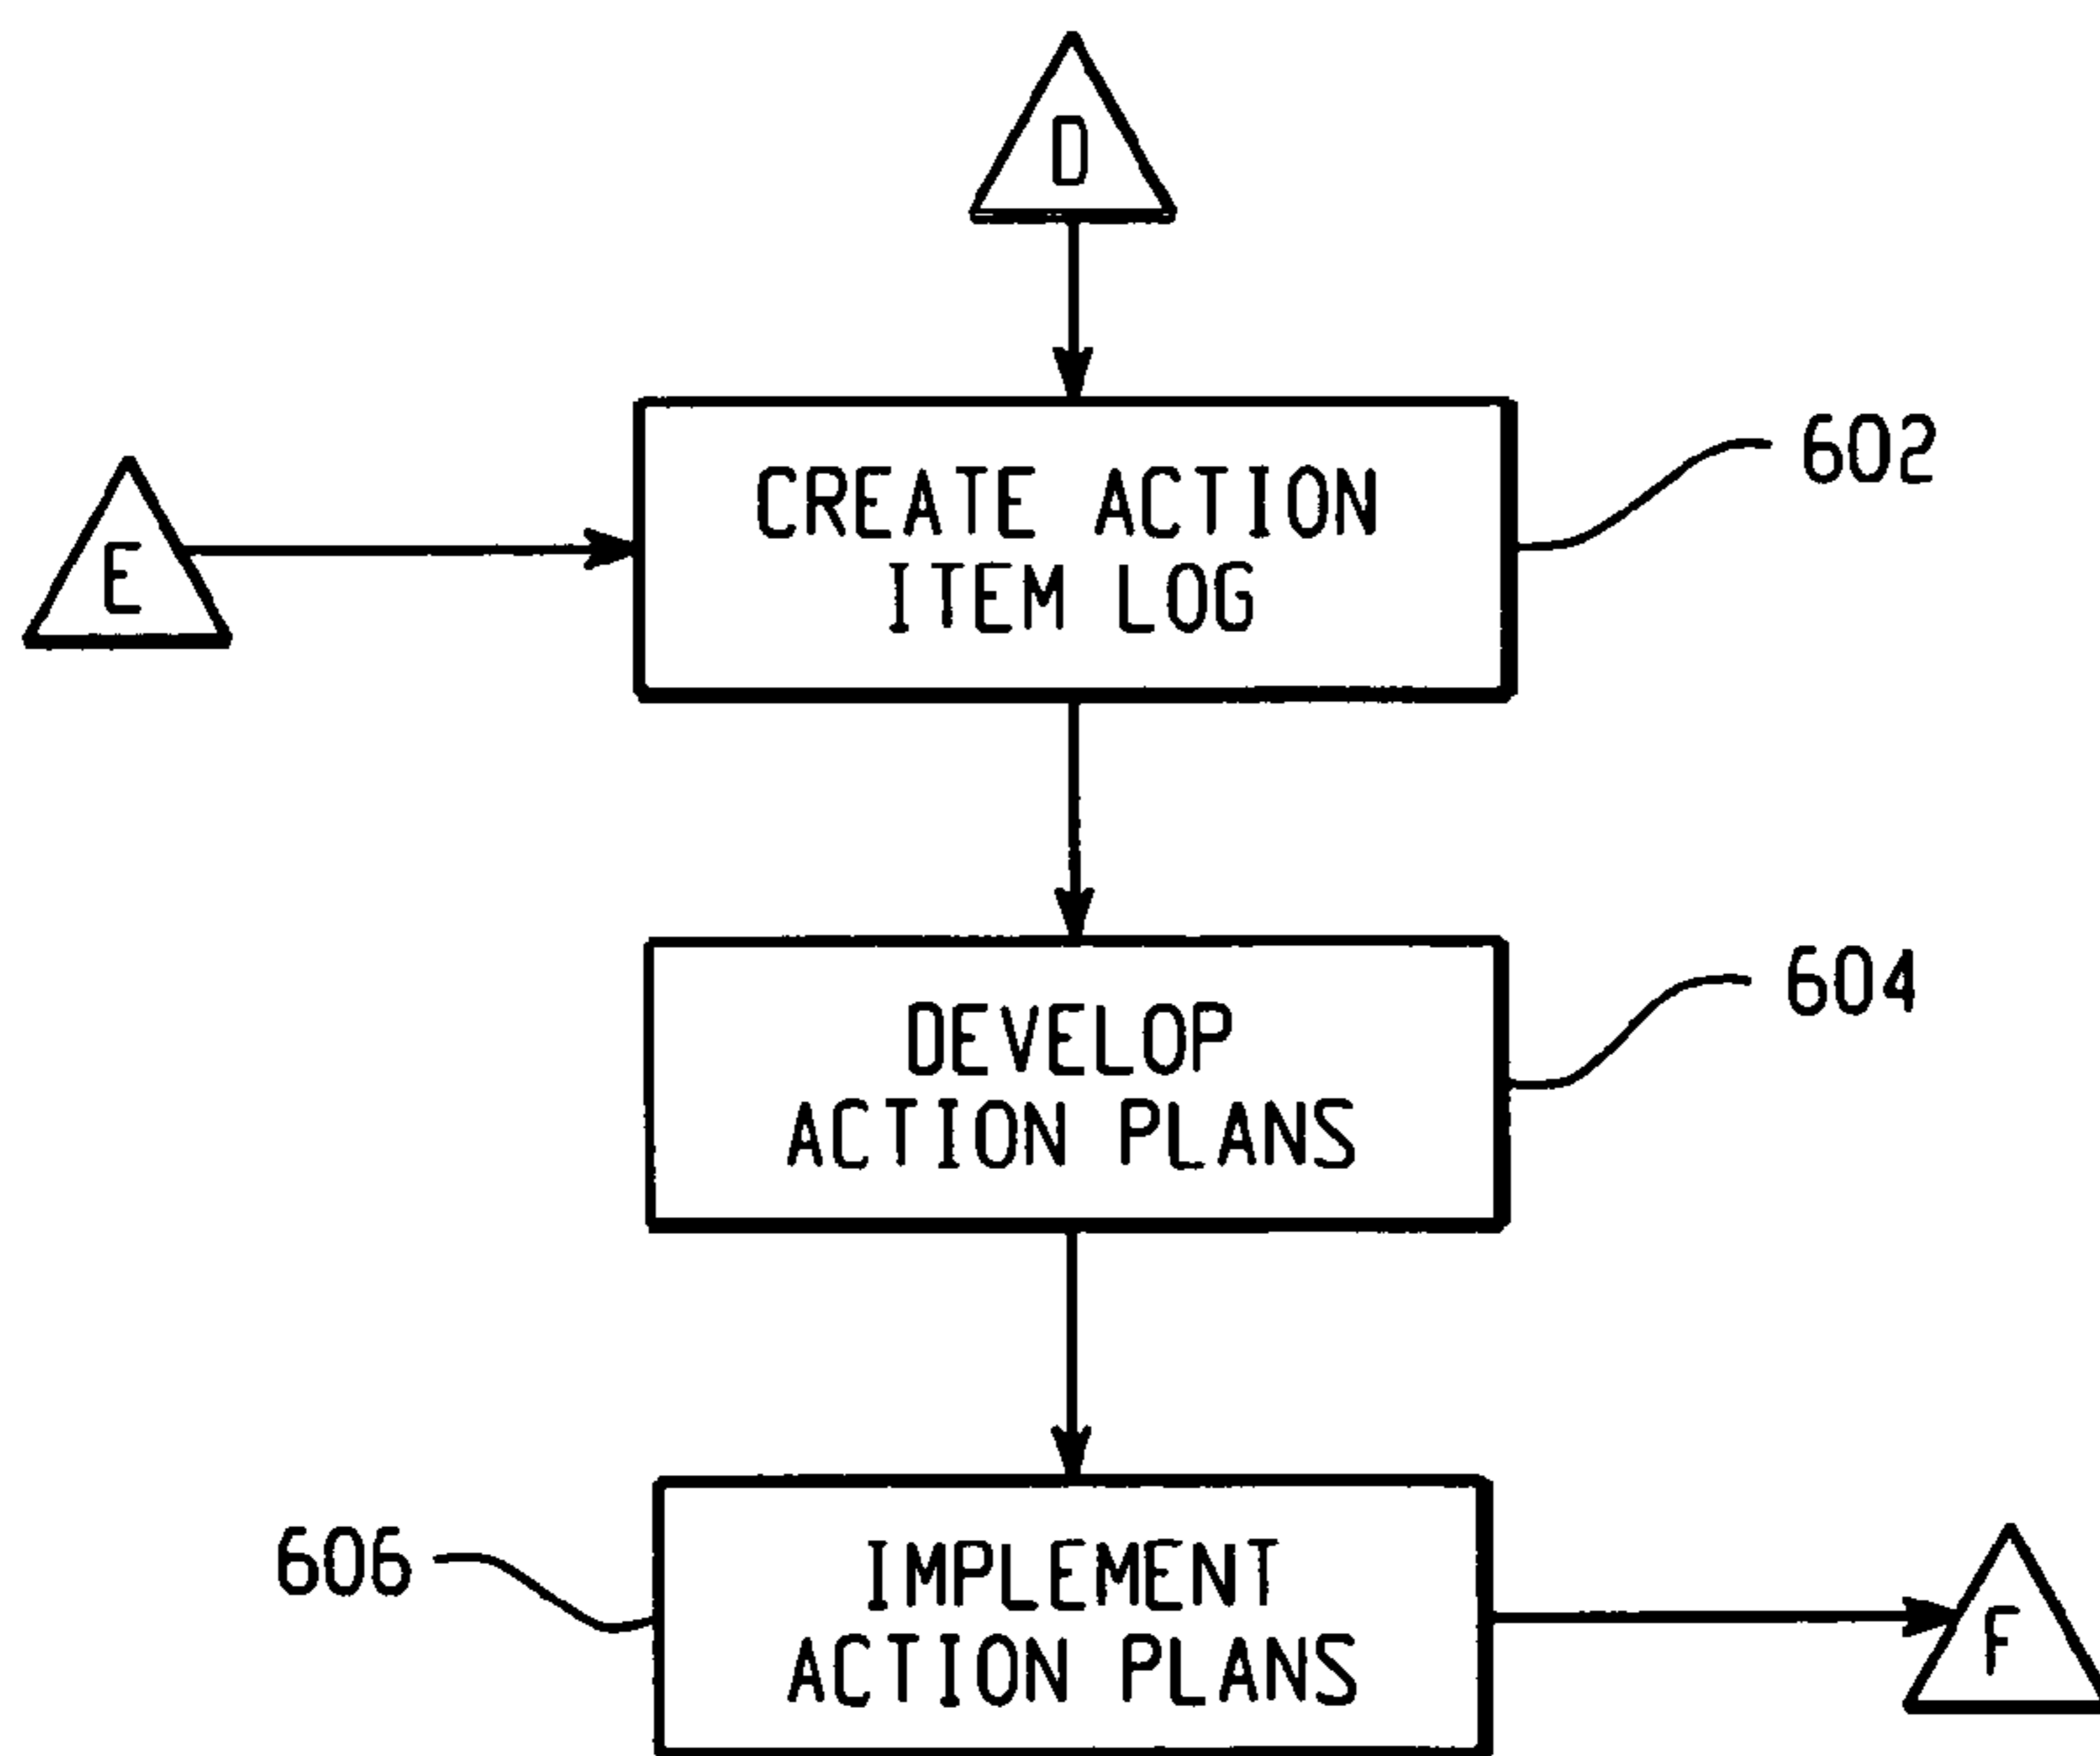 D
E
CREATE ACTION
ITEM LOG
602
DEVELOP
ACTION PLANS
604
606
IMPLEMENT
ACTION PLANS
F